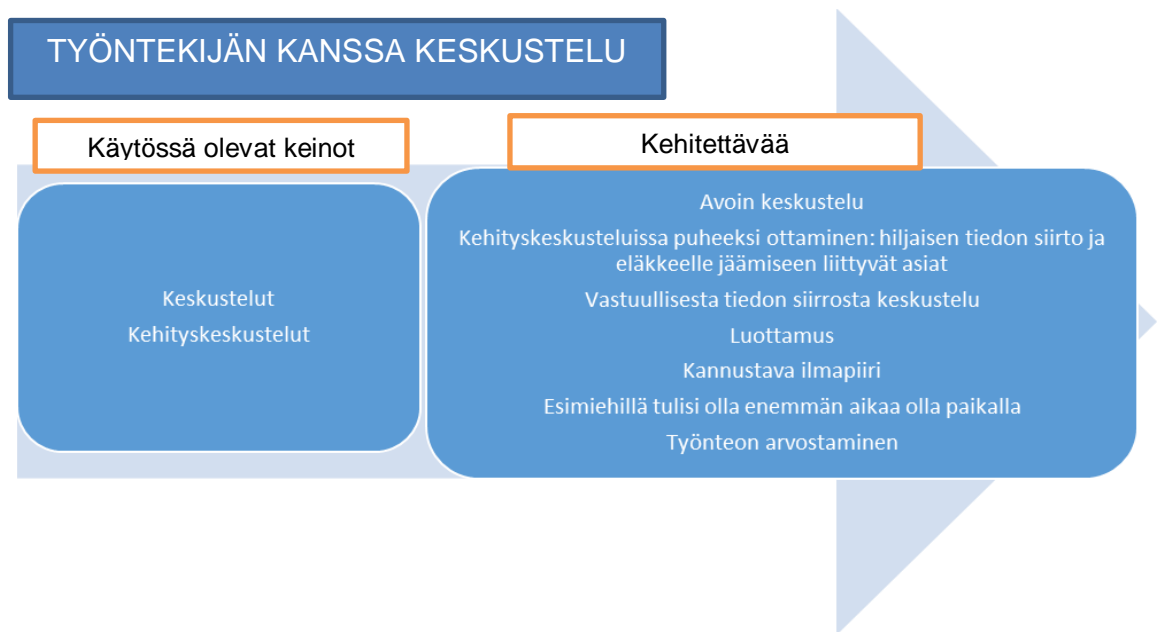 TYÖNTEKIJÄN KANSSA KESKUSTELU
Käytössä olevat keinot
Keskustelut
Kehityskeskustelut
Kehitettävää
Avoin keskustelu
Kehityskeskusteluissa puheeksi ottaminen: hiljaisen tiedon siirto ja
eläkkeelle jäämiseen liittyvät asiat
Vastuullisesta tiedon siirrosta keskustelu
Luottamus
Kannustava ilmapiiri
Esimiehillä tulisi olla enemmän aikaa olla paikalla
Työnteon arvostaminen